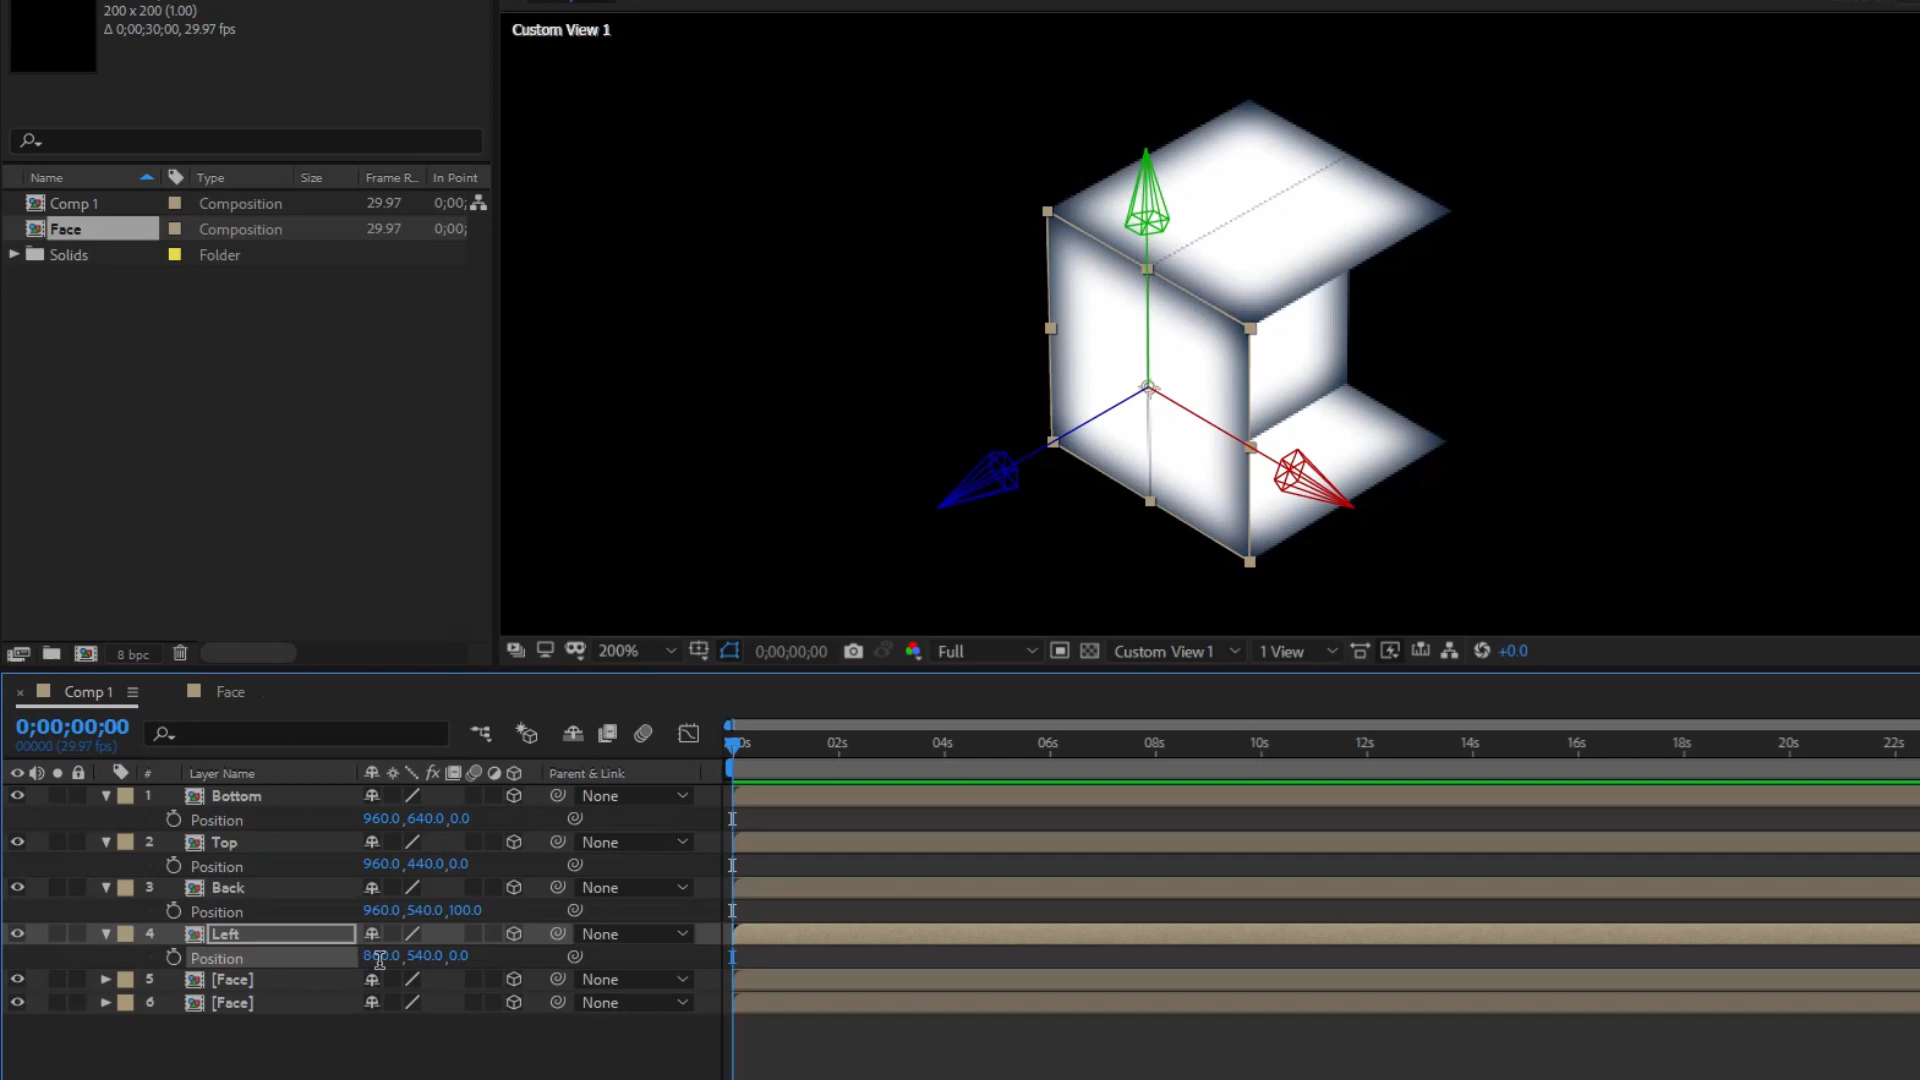 200 x 200 (1.00)
Δ 0;00;30;00, 29.97 fps
Custom View 1
Name Type Size Frame R... In Point
Comp 1 Composition 29.97 0;00;
Face Composition 29.97 0;00;
Solids Folder
8 bpc
200% 0;00;00;00 Full Custom View 1 1 View +0.0
Comp 1 Face
0;00;00;00
00000 (29.97 fps)
02s 04s 06s 08s 10s 12s 14s 16s 18s 20s 22s
# Layer Name Parent & Link
1 Bottom None
Position 960.0,640.0,0.0
2 Top None
Position 960.0,440.0,0.0
3 Back None
Position 960.0,540.0,100.0
4 Left None
Position 860.0,540.0,0.0
5 [Face] None
6 [Face] None